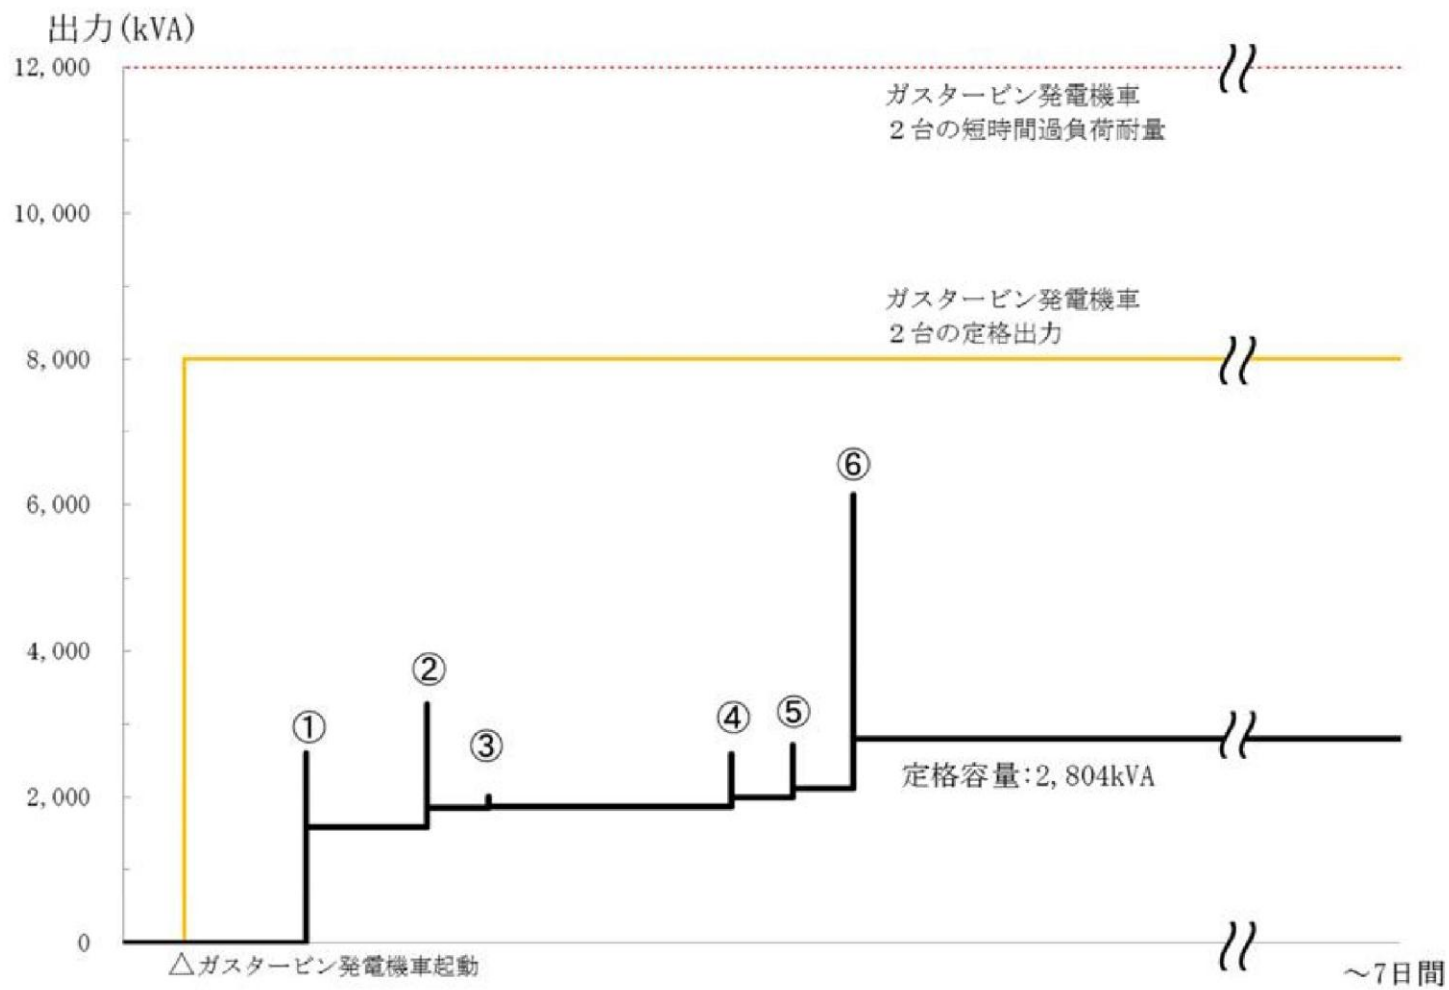 出力(kVA)
12,000
ガスタービン発電機車
２台の短時間過負荷耐量
10,000
ガスタービン発電機車
２台の定格出力
8,000
⑥
6,000
4,000
②
①
③
④
⑤
定格容量:2,804kVA
2,000
0
△ガスタービン発電機車起動
～7日間